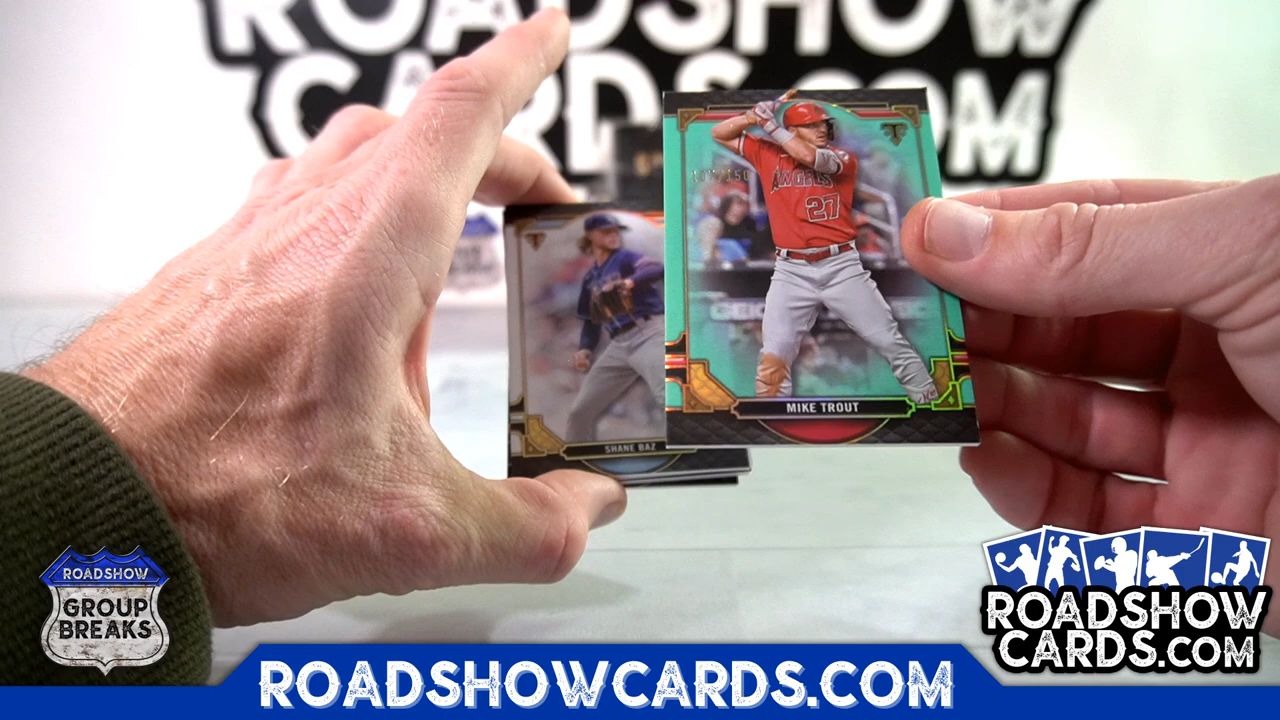 ROADSHOW
CARDS.COM
ANGELS
27
MIKE TROUT
SHANE BAZ
ROADSHOW
GROUP
BREAKS
ROADSHOW
CARDS.COM
ROADSHOWCARDS.COM